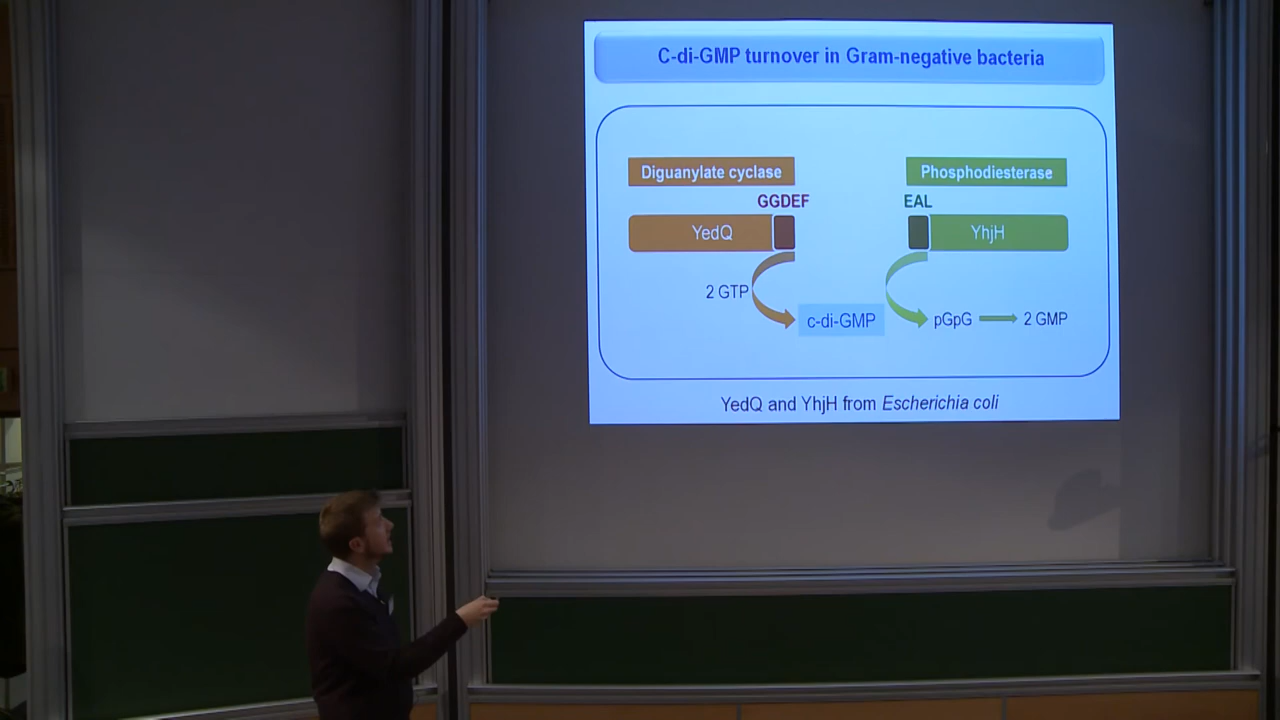 C-di-GMP turnover in Gram-negative bacteria
Diguanylate cyclase
Phosphodiesterase
GGDEF
EAL
YedQ
YhjH
2 GTP
c-di-GMP
pGpG
2 GMP
YedQ and YhjH from Escherichia coli